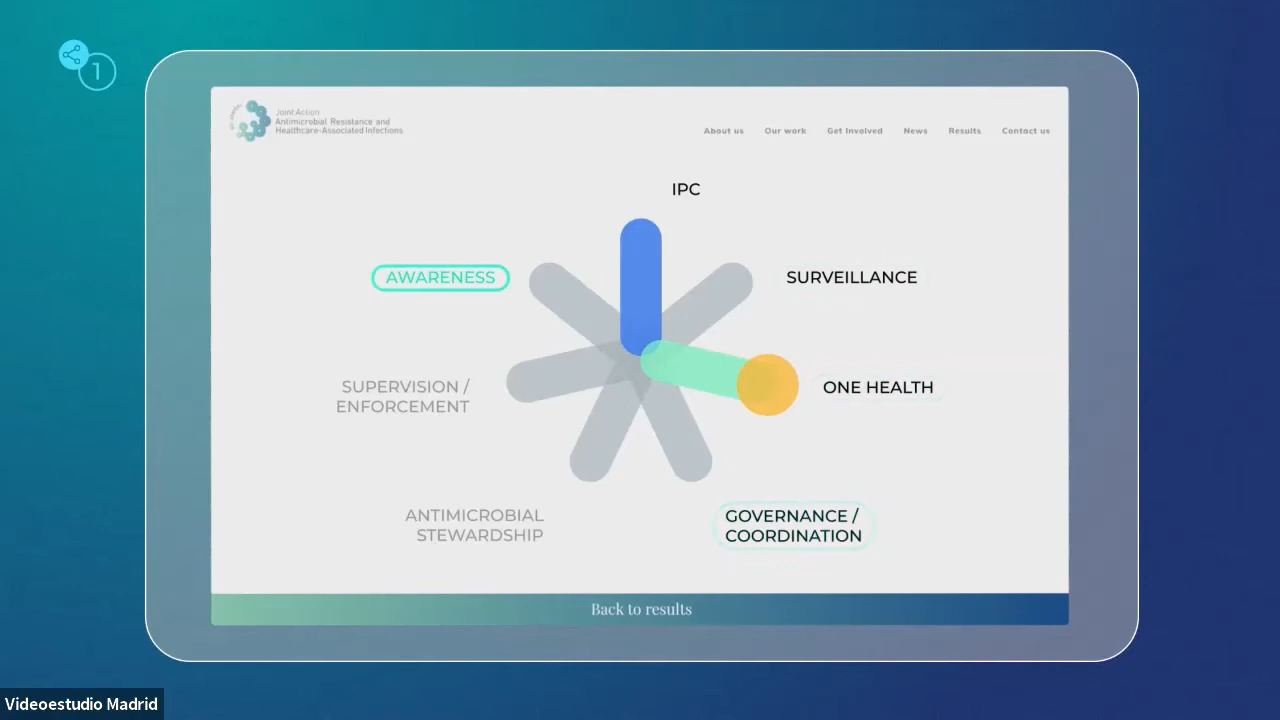 1
Joint Action
Antimicrobial Resistance and
Healthcare-Associated Infections
About us Our work Get Involved News Results Contact us
IPC
AWARENESS
SURVEILLANCE
SUPERVISION /
ENFORCEMENT
ONE HEALTH
ANTIMICROBIAL
STEWARDSHIP
GOVERNANCE /
COORDINATION
Back to results
Videoestudio Madrid